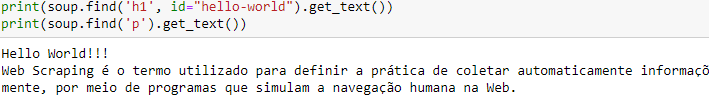 print(soup.find('h1', id="hello-world").get_text())
print(soup.find('p').get_text())
Hello World!!!
Web Scraping é o termo utilizado para definir a prática de coletar automaticamente informaçõ
mente, por meio de programas que simulam a navegação humana na Web.